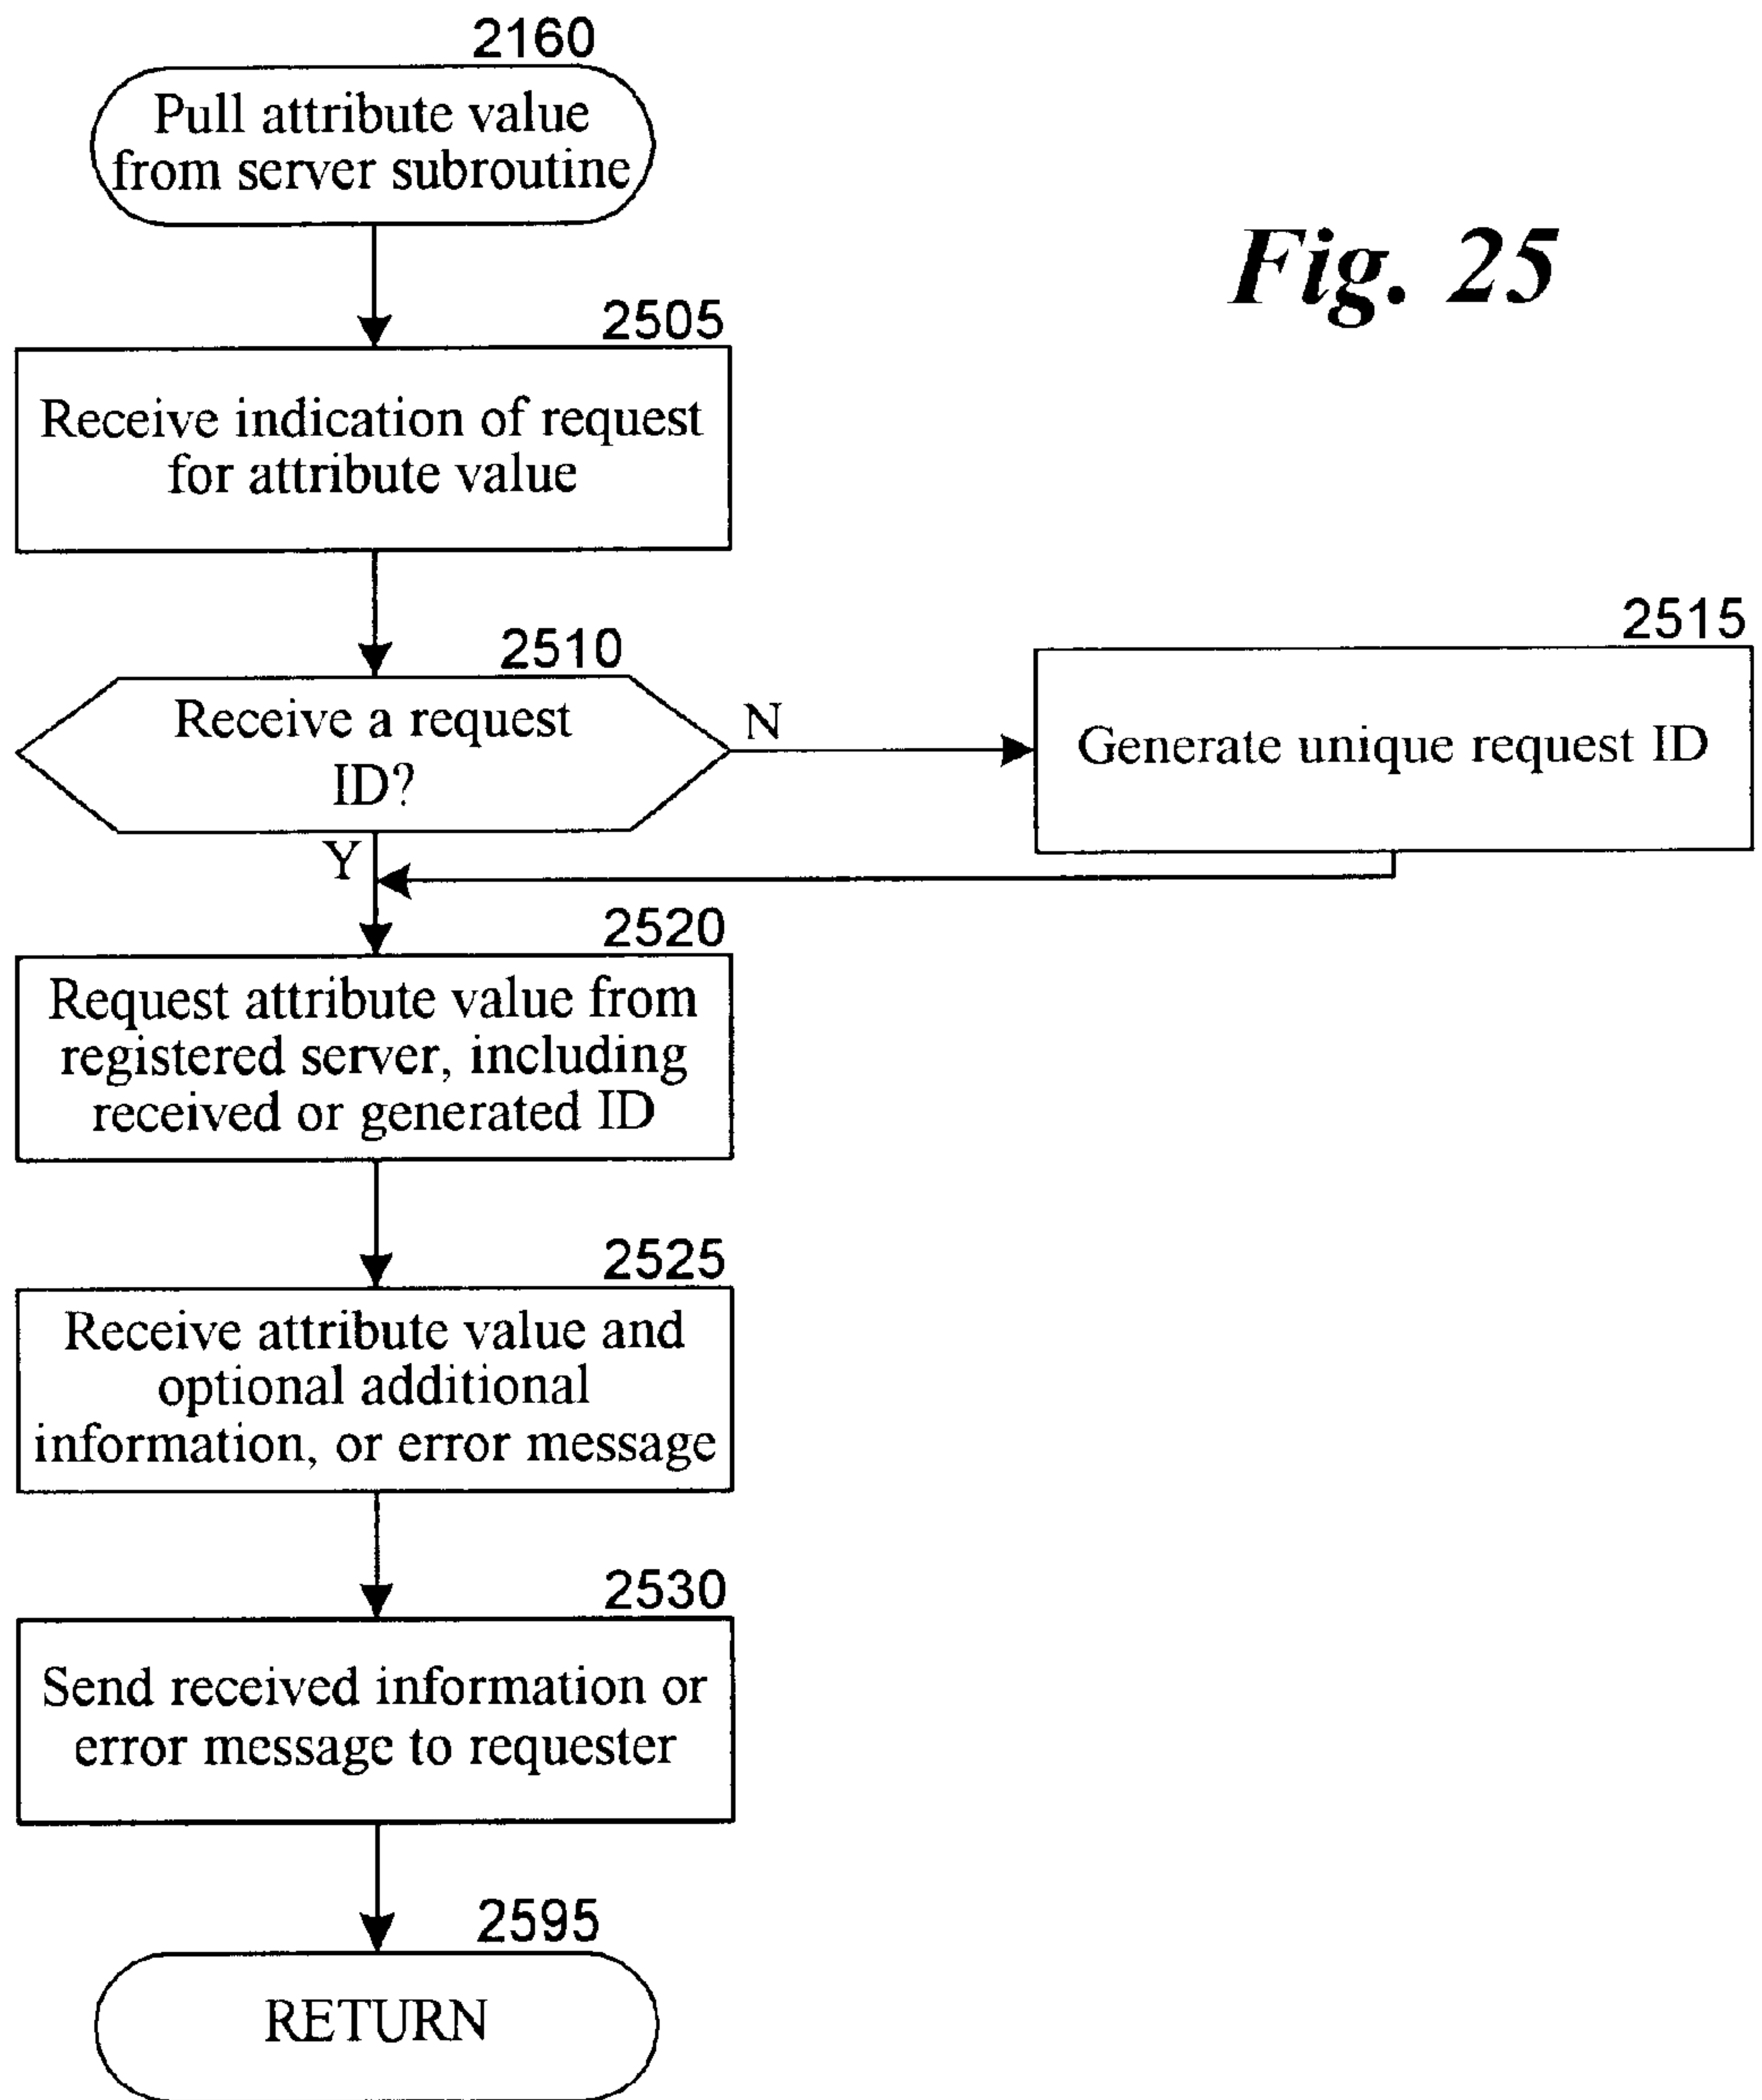 2160
Pull attribute value
from server subroutine
Fig. 25
2505
Receive indication of request
for attribute value
2510
Receive a request
ID?
N
2515
Generate unique request ID
Y
2520
Request attribute value from
registered server, including
received or generated ID
2525
Receive attribute value and
optional additional
information, or error message
2530
Send received information or
error message to requester
2595
RETURN